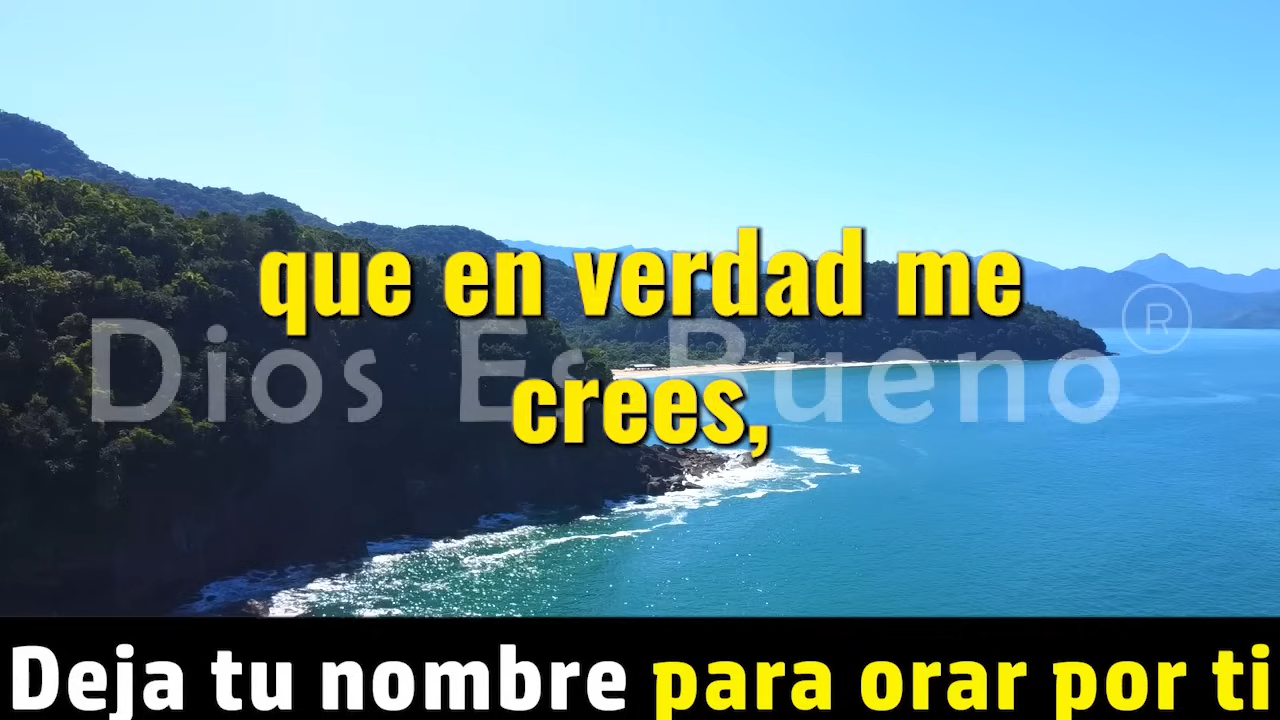 que en verdad me
Dios Es Bueno ®
crees,
Deja tu nombre para orar por ti